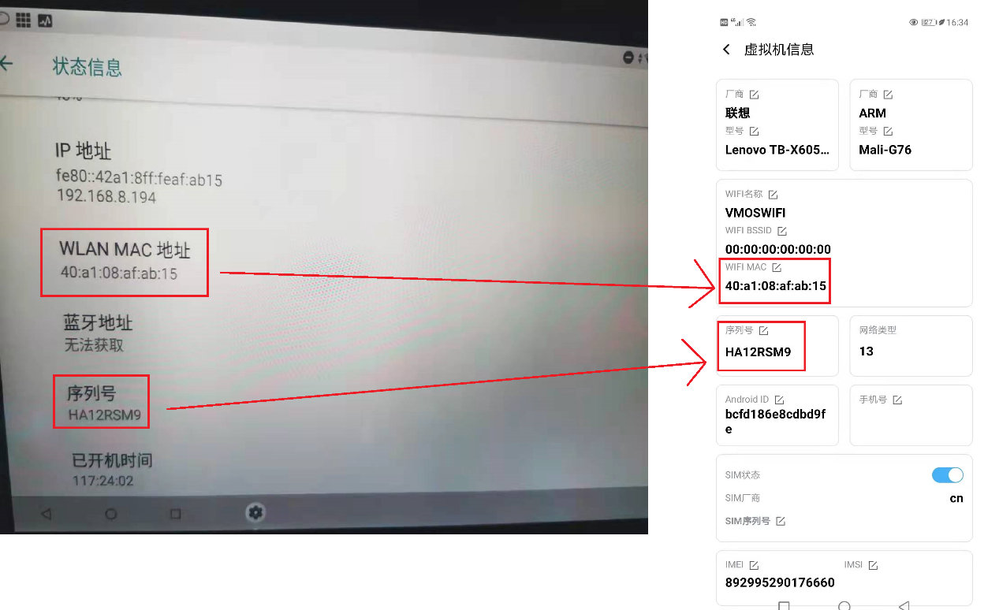 状态信息
IP 地址
fe80::42a1:8ff:feaf:ab15
192.168.8.194
WLAN MAC 地址
40:a1:08:af:ab:15
蓝牙地址
无法获取
序列号
HA12RSM9
已开机时间
117:24:02
16:34
虚拟机信息
厂商
联想
型号
Lenovo TB-X605...
厂商
ARM
型号
Mali-G76
WIFI名称
VMOSWIFI
WIFI BSSID
00:00:00:00:00:00
WIFI MAC
40:a1:08:af:ab:15
序列号
HA12RSM9
网络类型
13
Android ID
bcfd186e8cdbd9f
e
手机号
SIM状态
SIM厂商
cn
SIM序列号
IMEI
892995290176660
IMSI